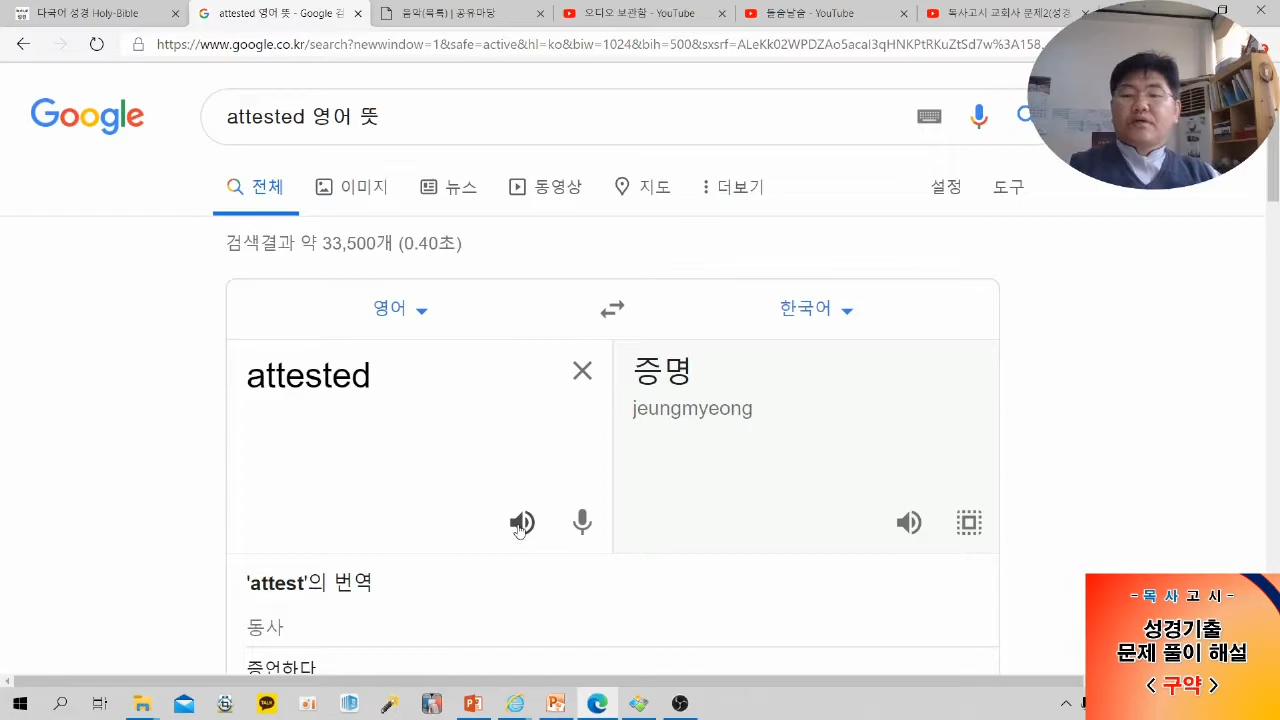 다국어 성경 Holy-Bible
attested 영어 뜻 - Google 검
음악(목록) | 공유마당
오디오 보관함 - YouTube
돌숨날숨 - YouTube
목사고시 교회사 문제2(성경
https://www.google.co.kr/search?newwindow=1&safe=active&hl=ko&biw=1024&bih=500&sxsrf=ALeKk02WPDZAo5acaI3qHNKPtRKuZtSd7w%3A158...
Google
attested 영어 뜻
전체
이미지
뉴스
동영상
지도
더보기
설정
도구
검색결과 약 33,500개 (0.40초)
영어
한국어
attested
증명
jeungmyeong
'attest'의 번역
동사
증언하다
- 목 사 고 시 -
성경기출
문제 풀이 해설
< 구약 >